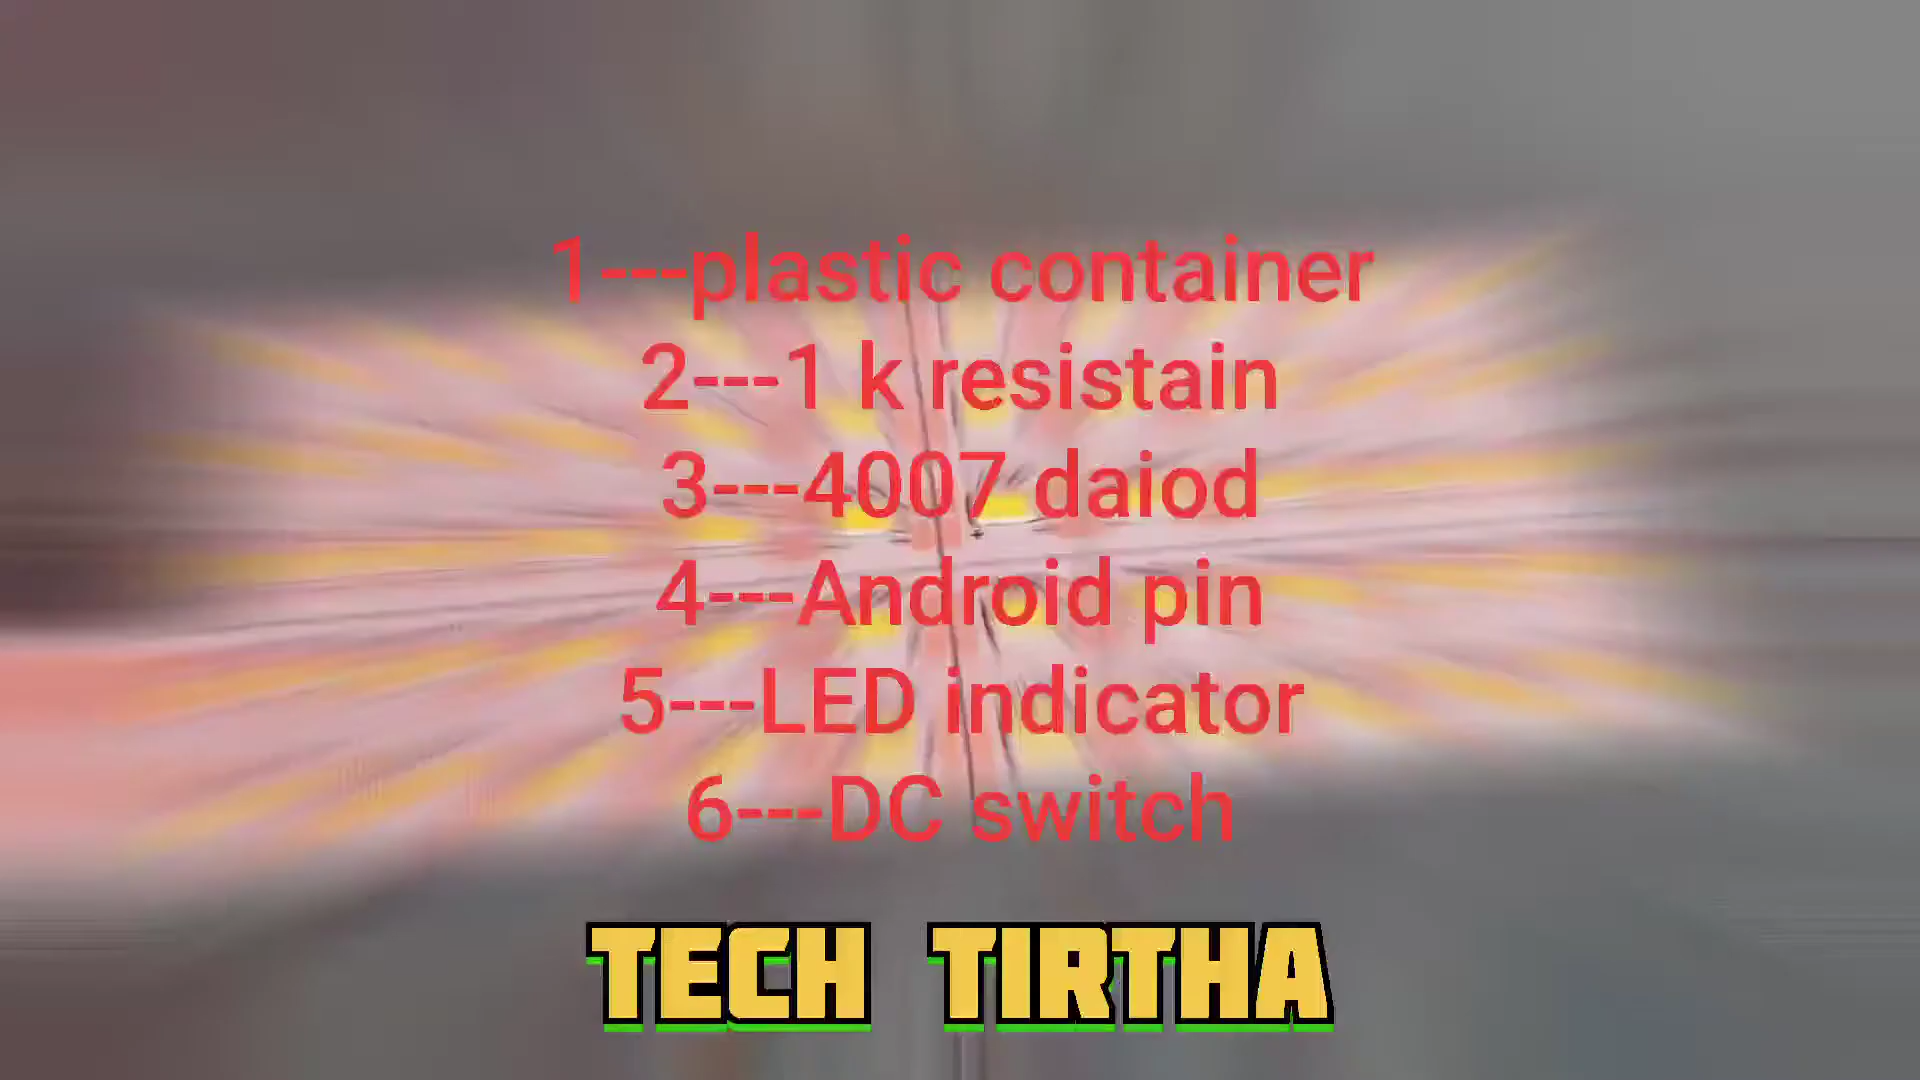 1---plastic container
2---1 k resistain
3---4007 daiod
4---Android pin
5---LED indicator
6---DC switch
TECH TIRTHA